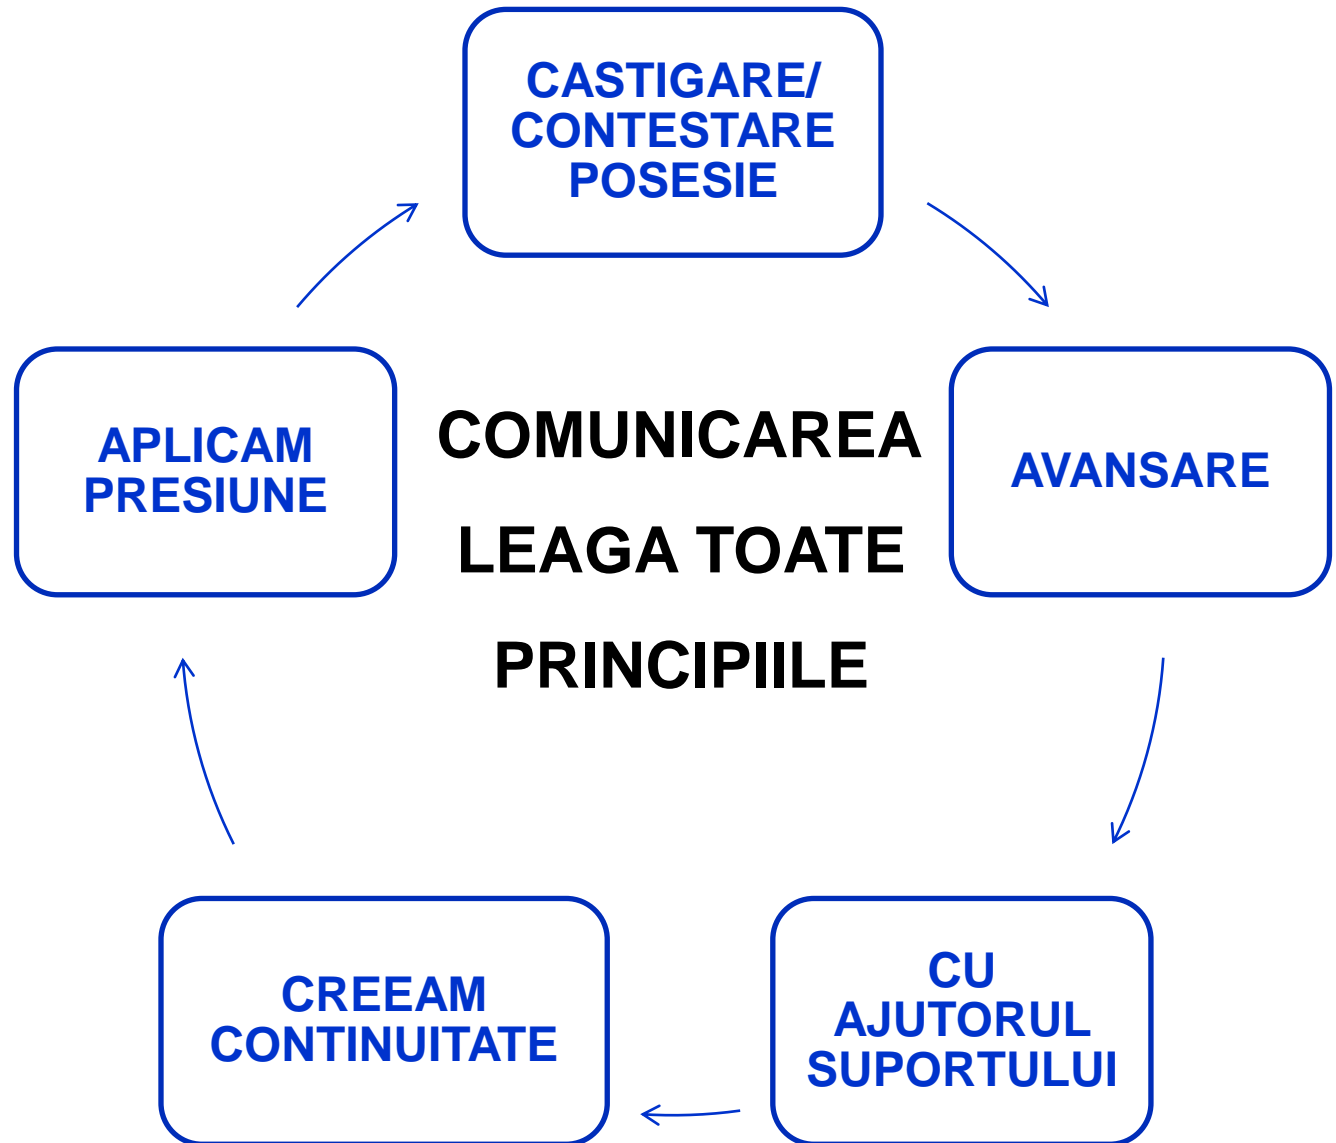 CASTIGARE/
CONTESTARE
POSESIE
APLICAM
PRESIUNE
COMUNICAREA
LEAGA TOATE
PRINCIPIILE
AVANSARE
CREEAM
CONTINUITATE
CU
AJUTORUL
SUPORTULUI